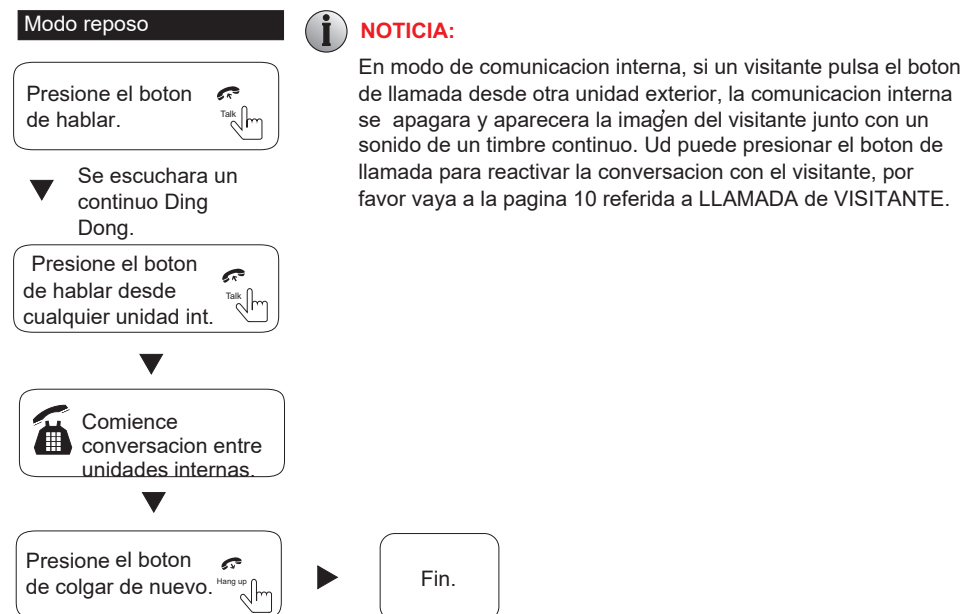 Modo reposo
Presione el boton
de hablar.
Talk
Se escuchara un
continuo Ding
Dong.
Presione el boton
de hablar desde
cualquier unidad int.
Talk
Comience
conversacion entre
unidades internas.
Presione el boton
de colgar de nuevo.
Hang up
Fin.
i NOTICIA:
En modo de comunicacion interna, si un visitante pulsa el boton
de llamada desde otra unidad exterior, la comunicacion interna
se apagara y aparecera la imag'en del visitante junto con un
sonido de un timbre continuo. Ud puede presionar el boton de
llamada para reactivar la conversacion con el visitante, por
favor vaya a la pagina 10 referida a LLAMADA de VISITANTE.